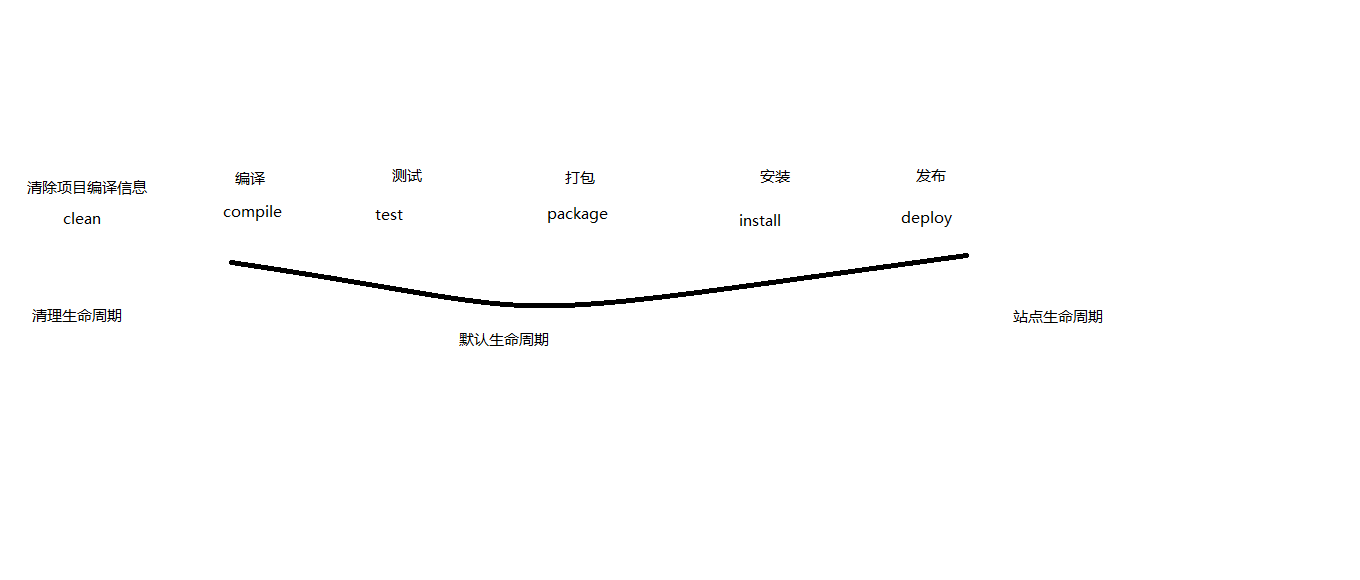 清除项目编译信息
clean
编译
compile
测试
test
打包
package
安装
install
发布
deploy
清理生命周期
默认生命周期
站点生命周期